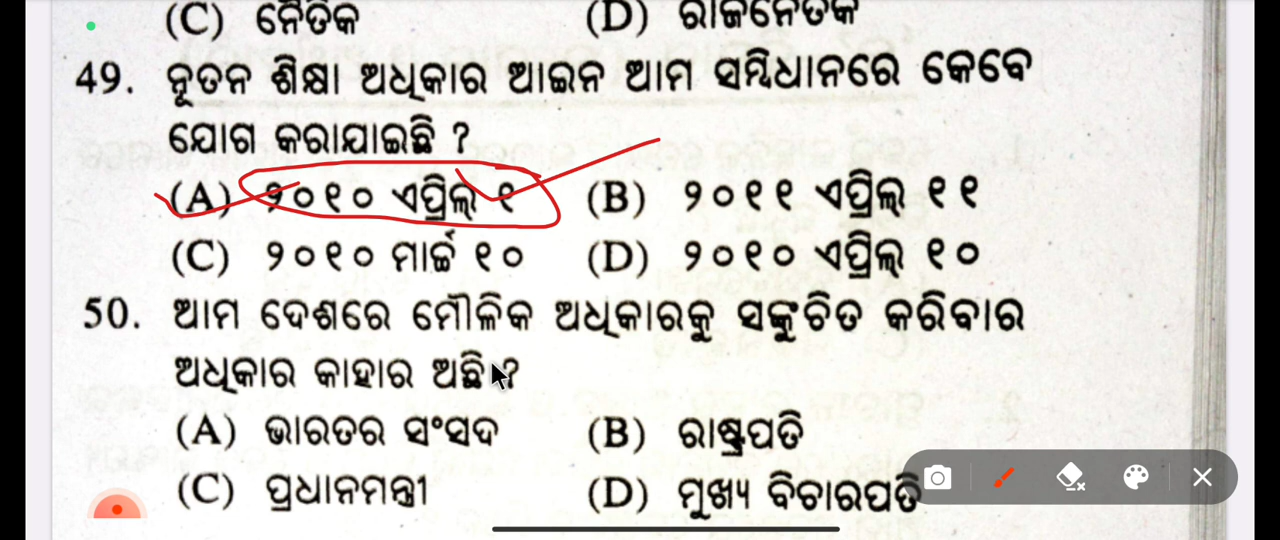 (C) ନୈତିକ (D) ରାଜନୈତିକ
49. ନୂତନ ଶିକ୍ଷା ଅଧିକାର ଆଇନ ଆମ ସମ୍ବିଧାନରେ କେବେ
ଯୋଗ କରାଯାଇଛି ?
(A) ୨୦୧୦ ଏପ୍ରିଲ୍ ୧ (B) ୨୦୧୧ ଏପ୍ରିଲ୍ ୧୧
(C) ୨୦୧୦ ମାର୍ଚ୍ଚ ୧୦ (D) ୨୦୧୦ ଏପ୍ରିଲ୍ ୧୦
50. ଆମ ଦେଶରେ ମୌଳିକ ଅଧିକାରକୁ ସଙ୍କୁଚିତ କରିବାର
ଅଧିକାର କାହାର ଅଛି ?
(A) ଭାରତର ସଂସଦ (B) ରାଷ୍ଟ୍ରପତି
(C) ପ୍ରଧାନମନ୍ତ୍ରୀ (D) ମୁଖ୍ୟ ବିଚାରପତି